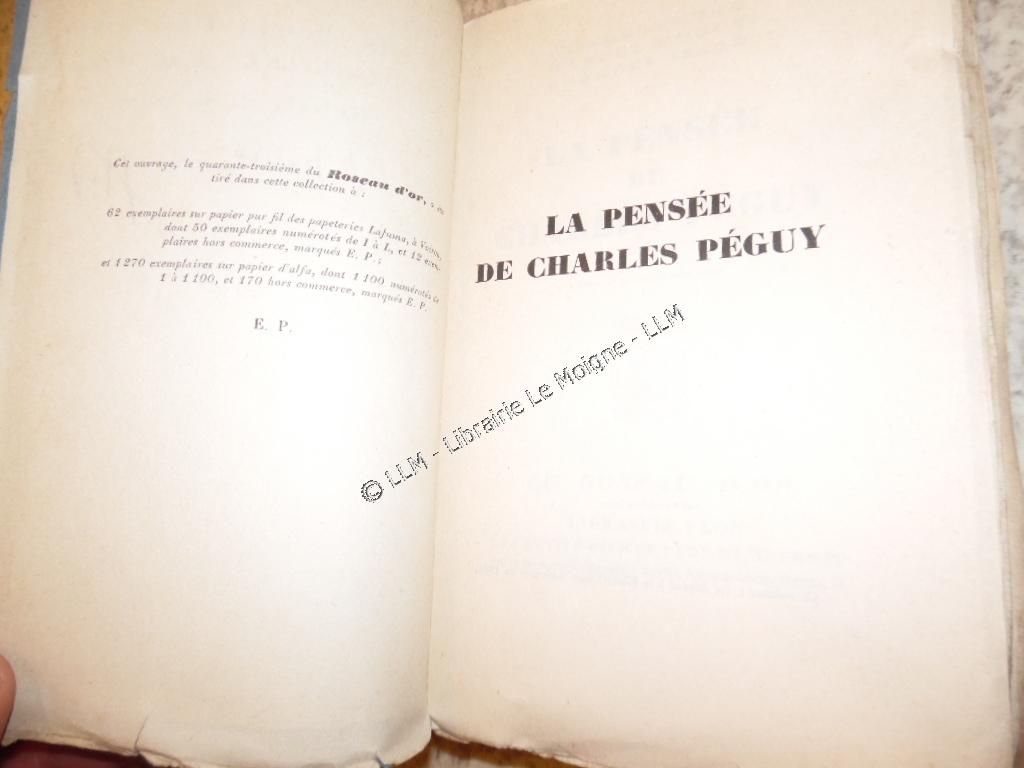 Cet ouvrage, le quarante-troisième du Roseau d'or, a été
tiré dans cette collection à :
62 exemplaires sur papier pur fil des papeteries Lafuma, à Voiron,
dont 50 exemplaires numérotés de I à L, et 12 exem-
plaires hors commerce, marqués E. P.;
et 1 270 exemplaires sur papier d'alfa, dont 1 100 numérotés de
1 à 1 100, et 170 hors commerce, marqués E. P.
E. P.
LA PENSÉE
DE CHARLES PÉGUY
© LLM - Librairie Le Moigne - LLM